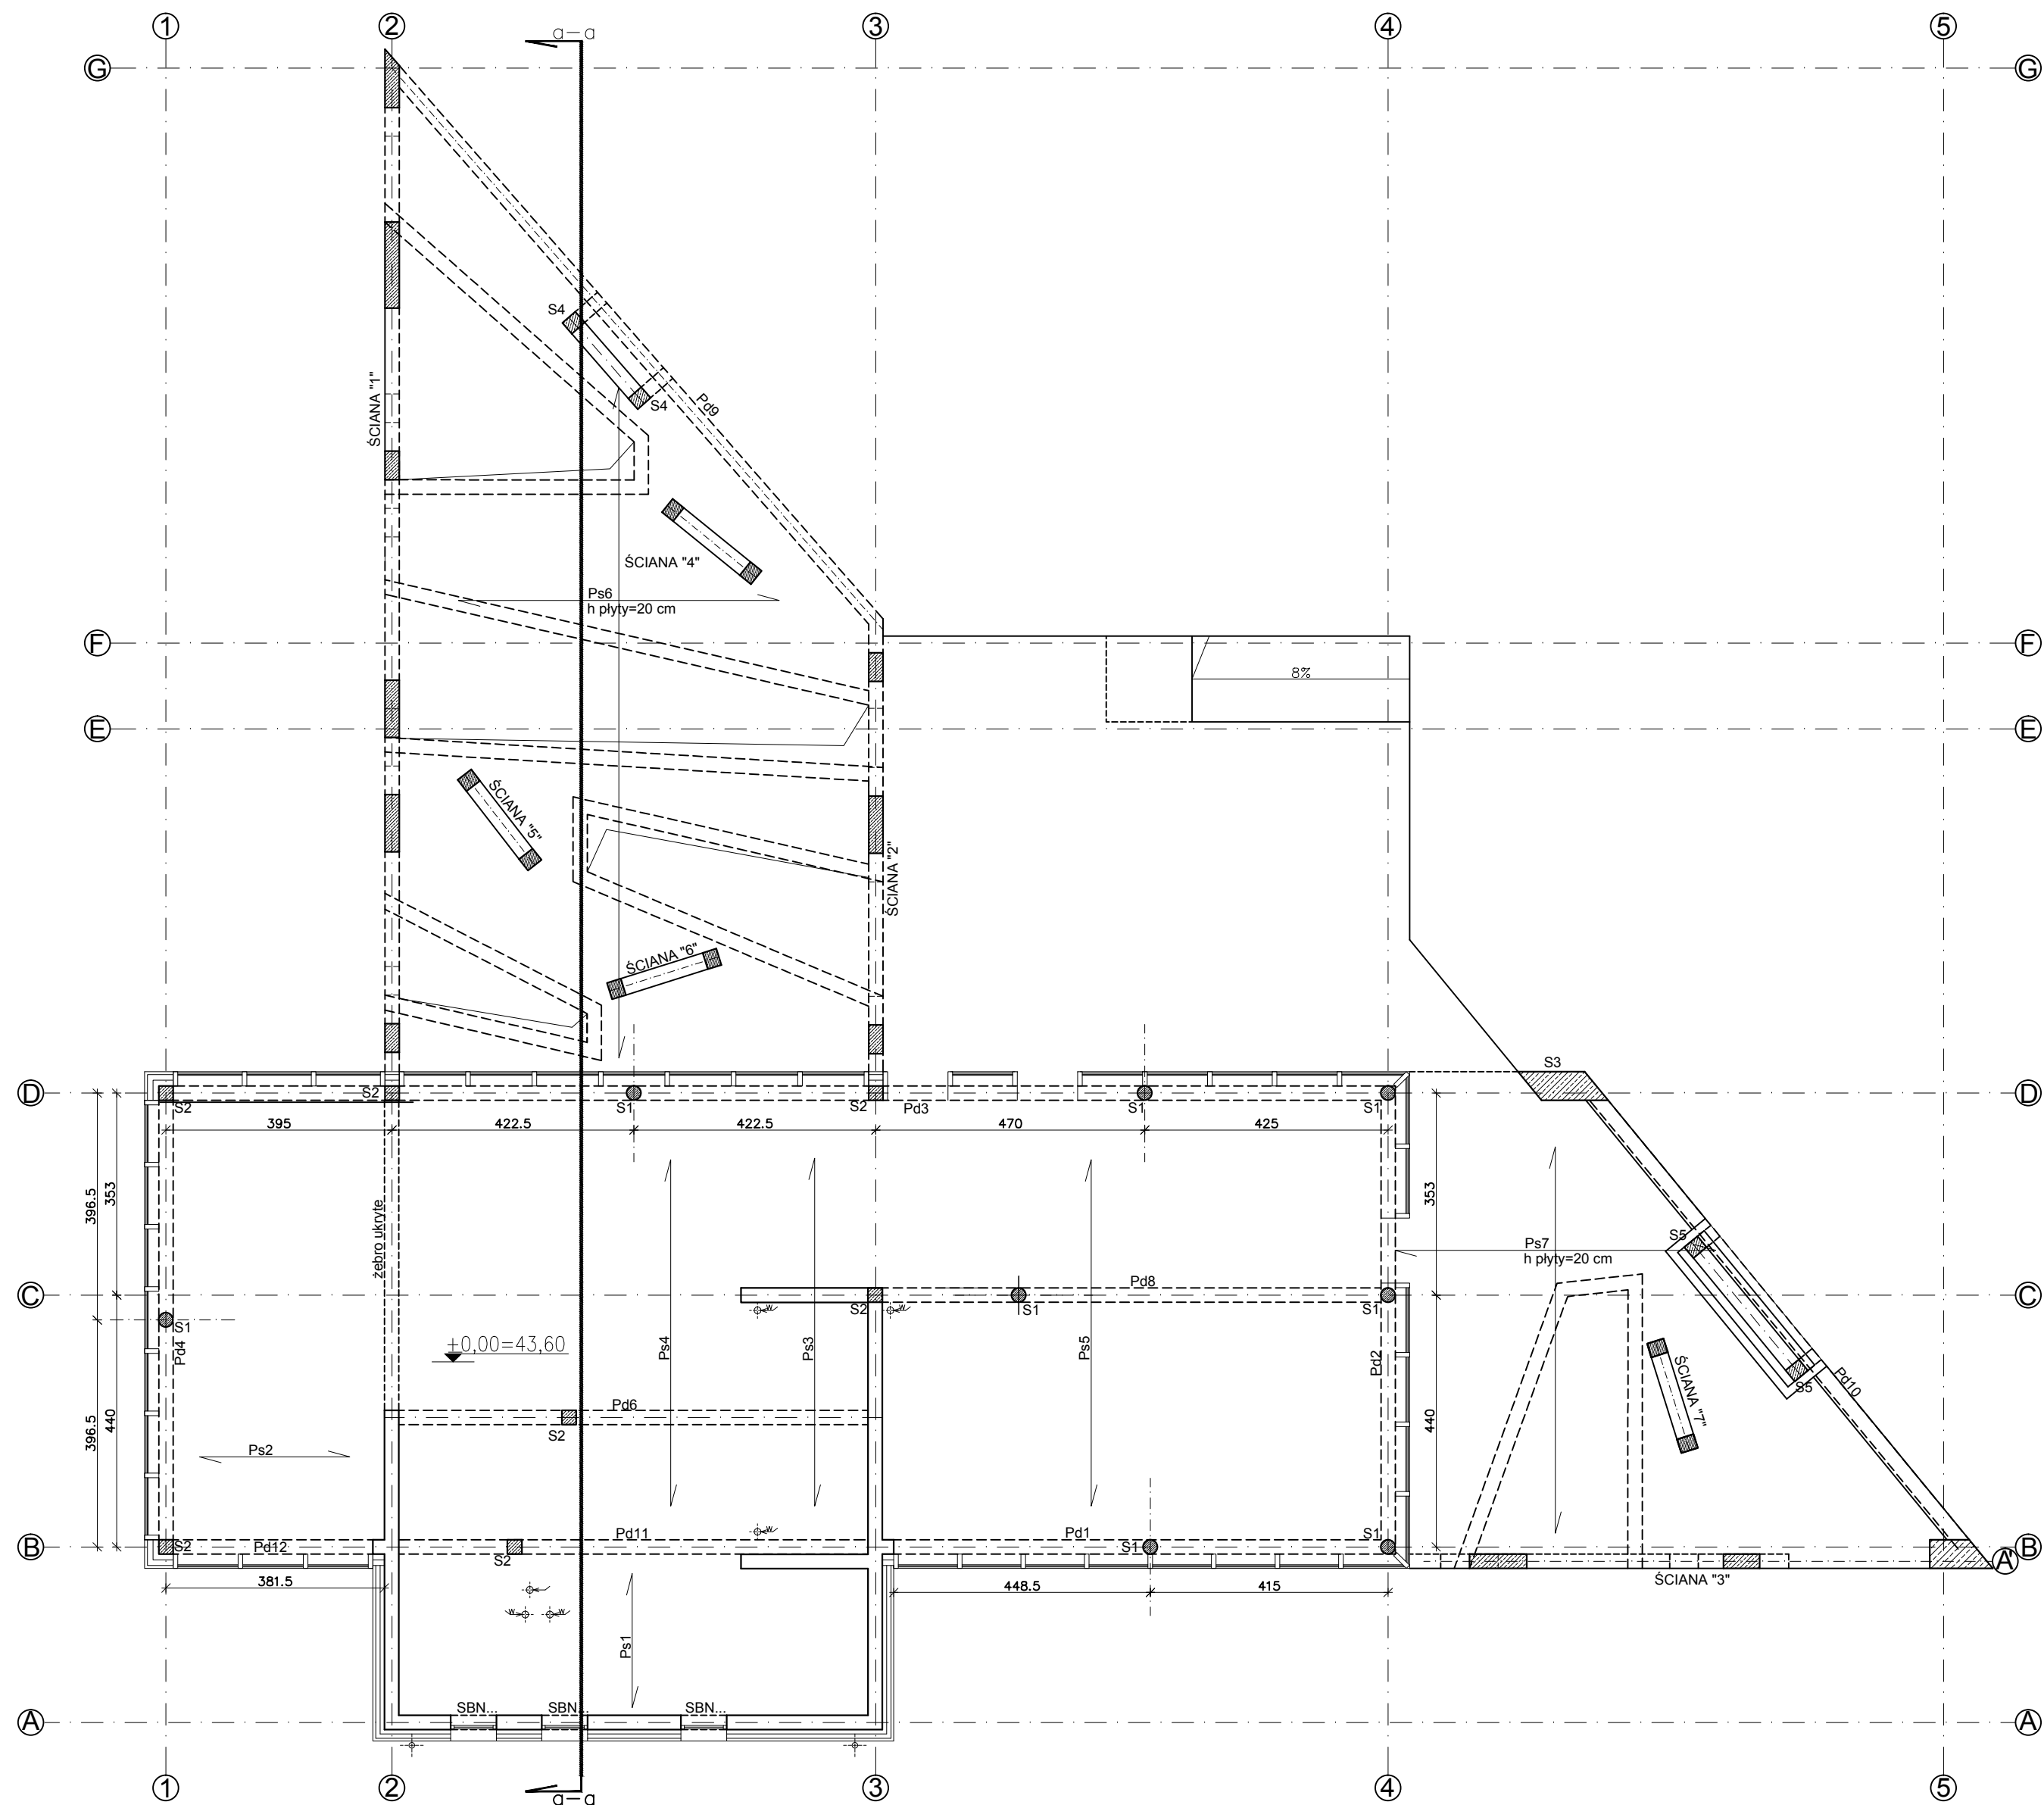 1 2 3 4 5
a-a
G G
S4
ŚCIANA "1"
S4
Pd9
ŚCIANA "4"
Ps6
h płyty=20 cm
F F
8%
E E
ŚCIANA "5"
ŚCIANA "2"
ŚCIANA "6"
S3
D D
S2 S2 S1 S2 Pd3 S1 S1
395 422.5 422.5 470 425
396.5 353 353
żebro ukryte
S5
Ps7
h płyty=20 cm
Pd8
C C
S2 S1 S1
w w
S1
Pd4
±0,00=43,60
Ps4 Ps3 Ps5 Pd2
ŚCIANA "7"
S5 Pd10
Pd6
S2
396.5 440 440
Ps2
w
Pd11 Pd1 S1
B B
S2 Pd12 S2 S1
A'
ŚCIANA "3"
381.5 448.5 415
w w
Ps1
SBN... SBN... SBN...
A A
1 2 3 4 5
a-a